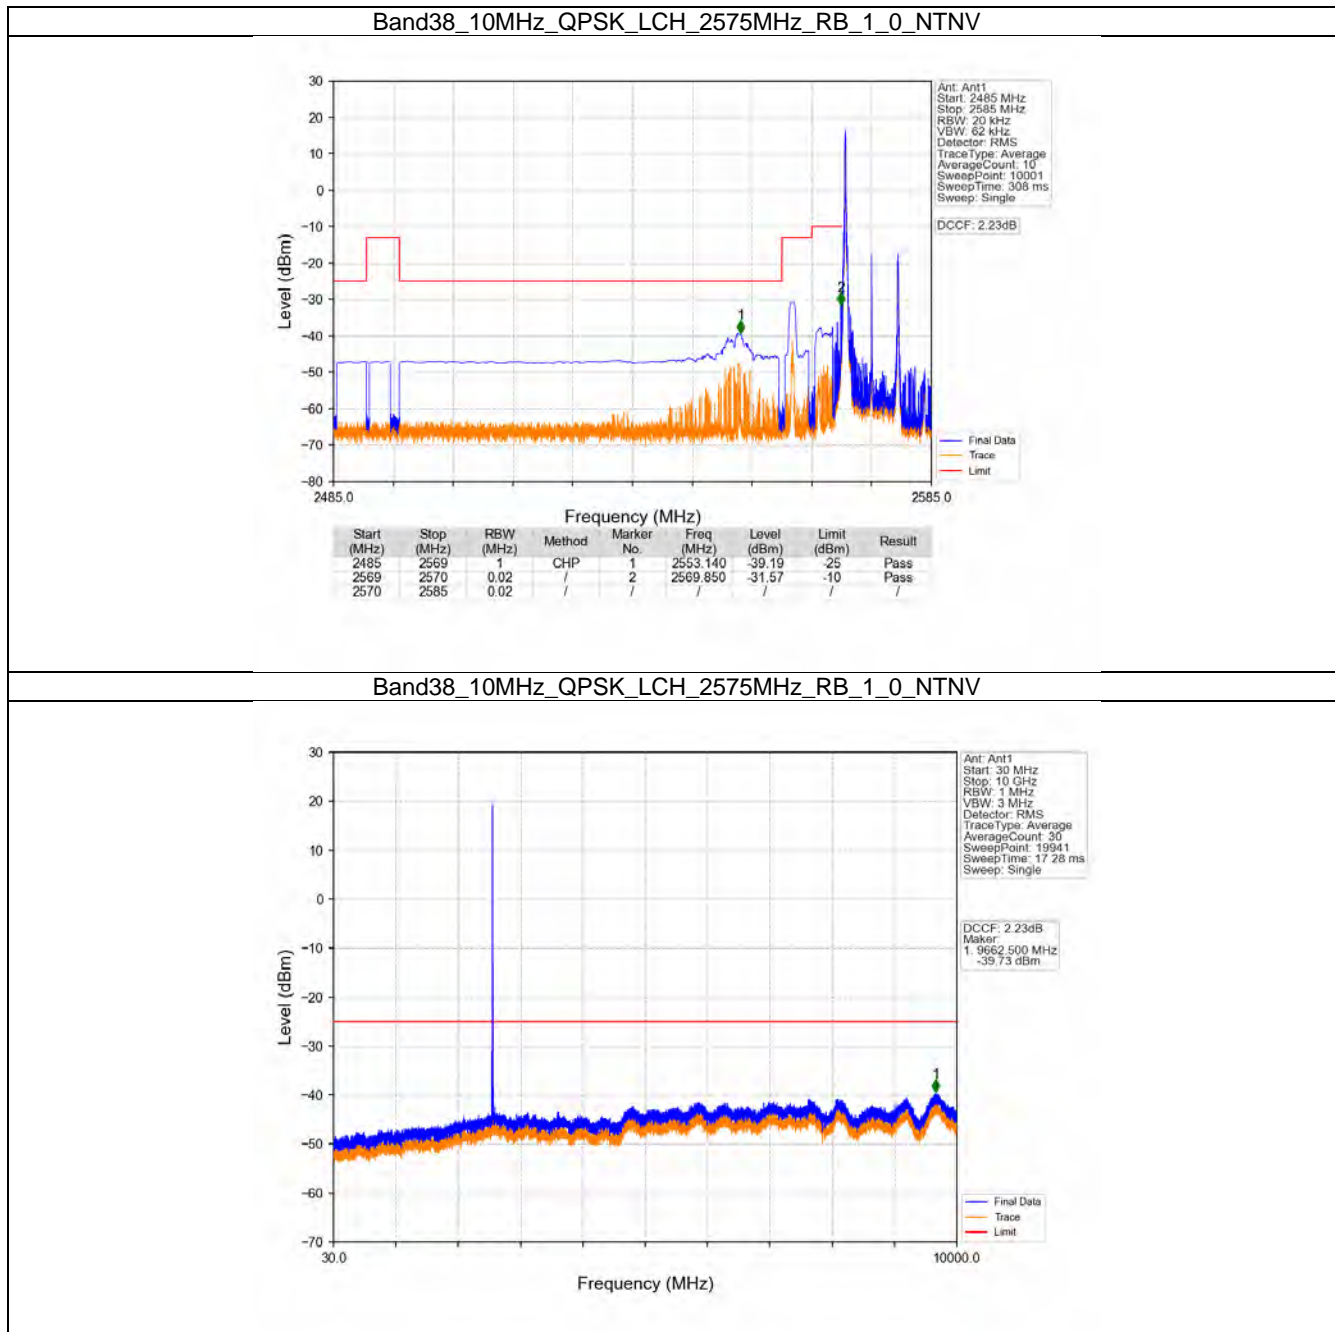 Band38_10MHz_QPSK_LCH_2575MHz_RB_1_0_NTNV
30
20
10
0
−10
−20
−30
−40
−50
−60
−70
−80
Level (dBm)
1
2
2485.0
2585.0
Frequency (MHz)
Ant: Ant1
Start: 2485 MHz
Stop: 2585 MHz
RBW: 20 kHz
VBW: 62 kHz
Detector: RMS
TraceType: Average
AverageCount: 10
SweepPoint: 10001
SweepTime: 308 ms
Sweep: Single
DCCF: 2.23dB
Final Data
Trace
Limit
Start (MHz) Stop (MHz) RBW (MHz) Method Marker No. Freq (MHz) Level (dBm) Limit (dBm) Result
2485 2569 1 CHP 1 2553.140 -39.19 -25 Pass
2569 2570 0.02 / 2 2569.850 -31.57 -10 Pass
2570 2585 0.02 / / / / / /
Band38_10MHz_QPSK_LCH_2575MHz_RB_1_0_NTNV
30
20
10
0
−10
−20
−30
−40
−50
−60
−70
Level (dBm)
1
30.0
10000.0
Frequency (MHz)
Ant: Ant1
Start: 30 MHz
Stop: 10 GHz
RBW: 1 MHz
VBW: 3 MHz
Detector: RMS
TraceType: Average
AverageCount: 30
SweepPoint: 19941
SweepTime: 17.28 ms
Sweep: Single
DCCF: 2.23dB
Maker:
1. 9662.500 MHz
-39.73 dBm
Final Data
Trace
Limit